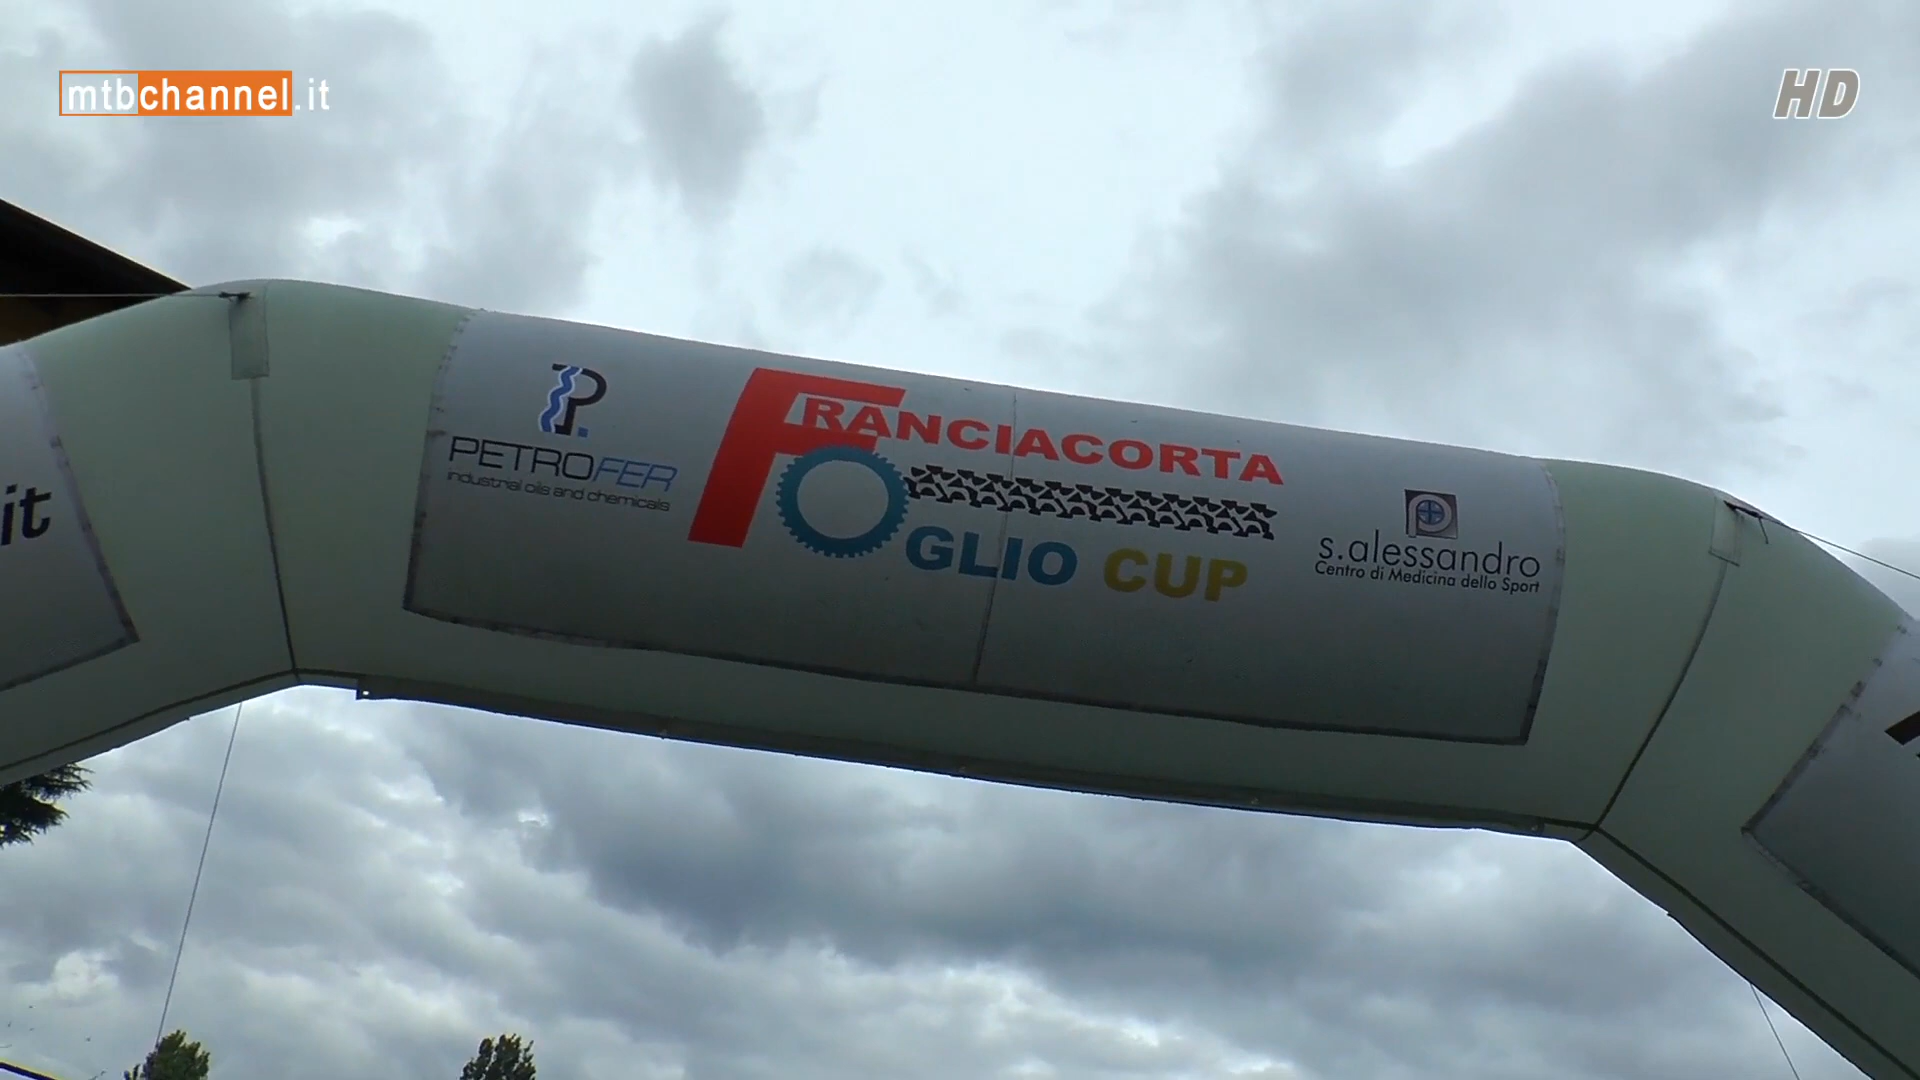 mtbchannel.it
HD
PETROFER
industrial oils and chemicals
FRANCIACORTA
OGLIO CUP
s.alessandro
Centro di Medicina dello Sport
it